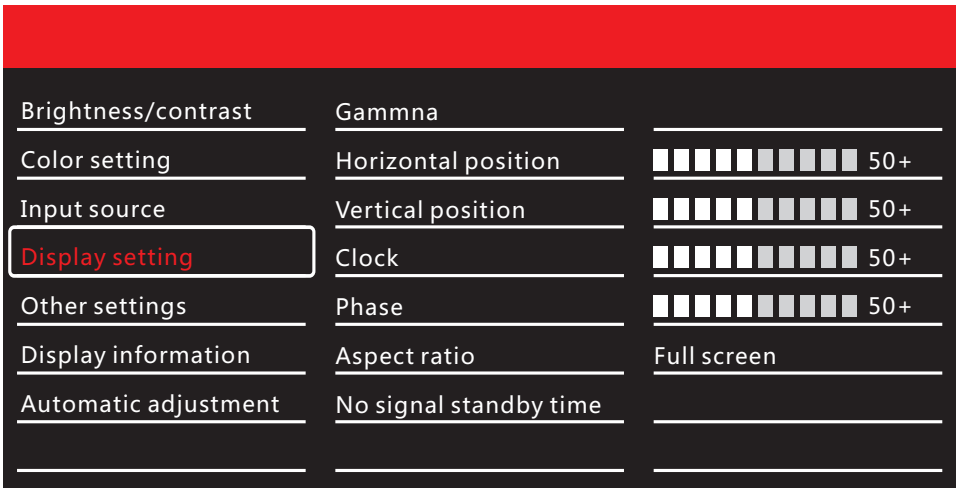 Brightness/contrast Gammna
Color setting Horizontal position 50+
Input source Vertical position 50+
Display setting Clock 50+
Other settings Phase 50+
Display information Aspect ratio Full screen
Automatic adjustment No signal standby time